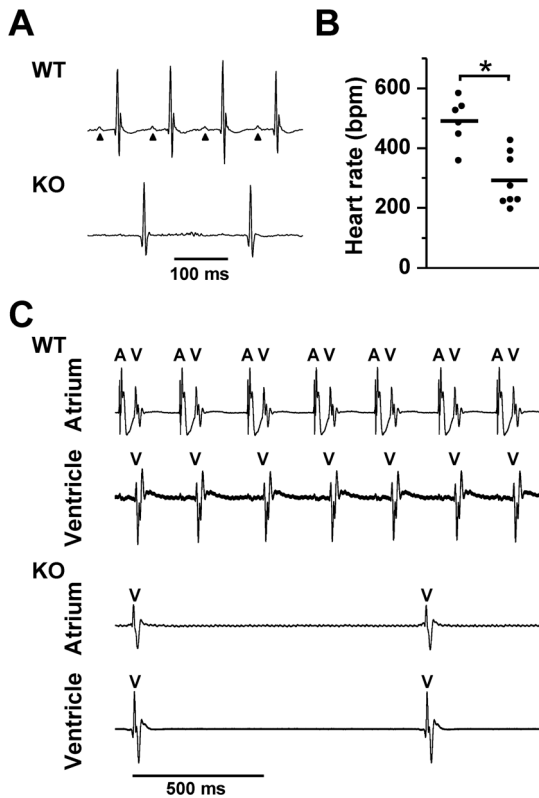 A
WT
KO
100 ms
B
*
Heart rate (bpm)
600
400
200
0
C
WT
Atrium
A V A V A V A V A V A V A V
Ventricle
V V V V V V V
KO
Atrium
V V
Ventricle
V V
500 ms